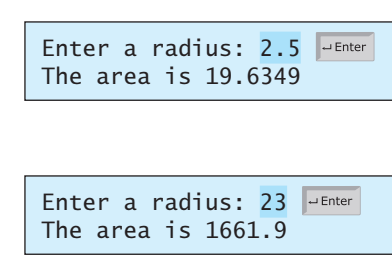 Enter a radius: 2.5 ↵Enter
The area is 19.6349
Enter a radius: 23 ↵Enter
The area is 1661.9